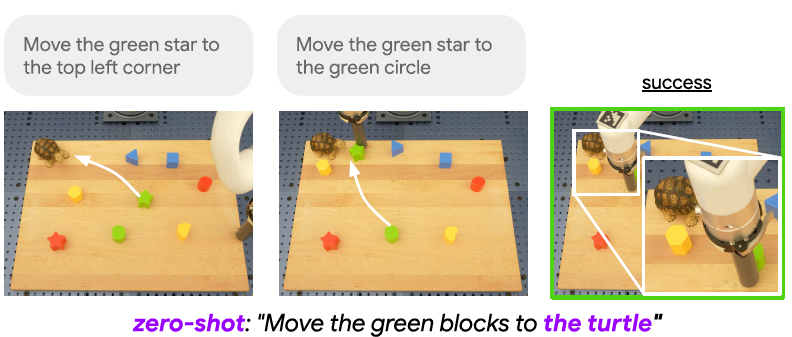 Move the green star to
the top left corner
Move the green star to
the green circle
success
zero-shot: "Move the green blocks to the turtle"